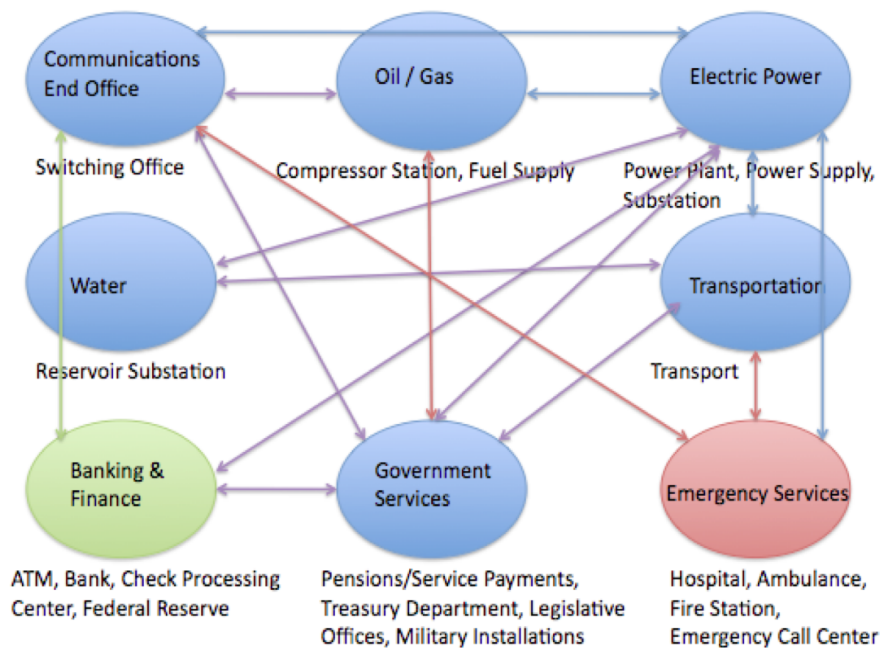 Communications
End Office
Oil / Gas
Electric Power
Switching Office
Compressor Station, Fuel Supply
Power Plant, Power Supply,
Substation
Water
Transportation
Reservoir Substation
Transport
Banking &
Finance
Government
Services
Emergency Services
ATM, Bank, Check Processing
Center, Federal Reserve
Pensions/Service Payments,
Treasury Department, Legislative
Offices, Military Installations
Hospital, Ambulance,
Fire Station,
Emergency Call Center